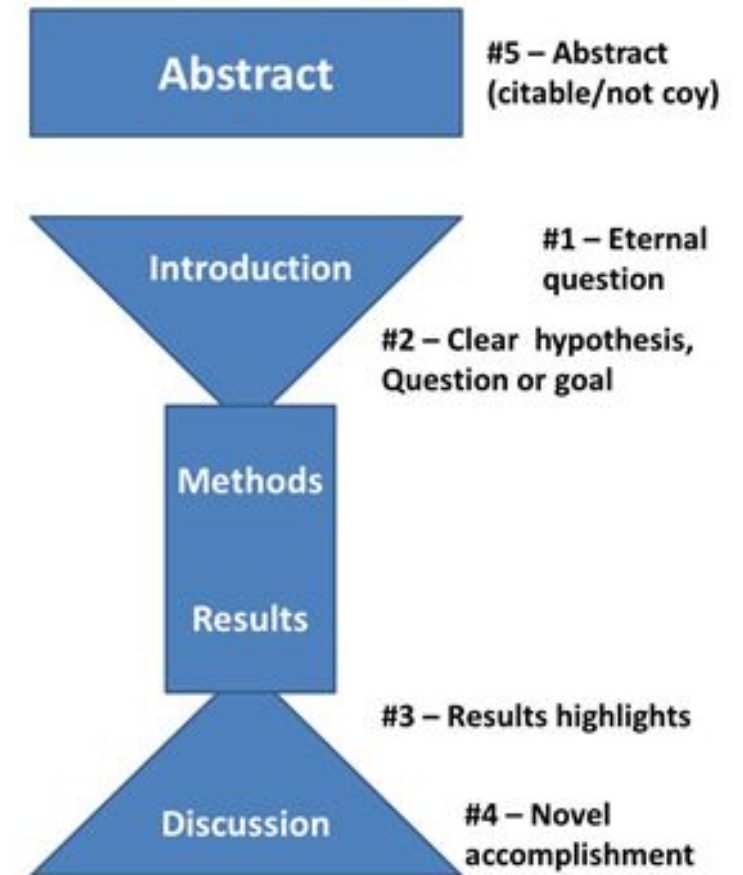 Abstract
#5 – Abstract
(citable/not coy)
Introduction
#1 – Eternal
question
#2 – Clear hypothesis,
Question or goal
Methods
Results
#3 – Results highlights
Discussion
#4 – Novel
accomplishment